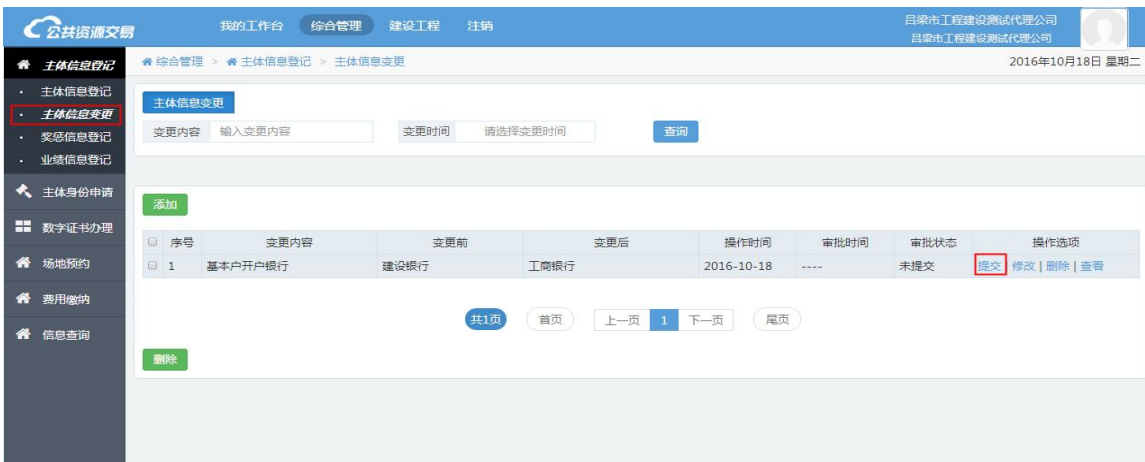 公共资源交易
我的工作台 综合管理 建设工程 注销
吕梁市工程建设测试代理公司
吕梁市工程建设测试代理公司
主体信息登记
· 主体信息登记
· 主体信息变更
· 奖惩信息登记
· 业绩信息登记
主体身份申请
数字证书办理
场地预约
费用缴纳
信息查询
综合管理 > 主体信息登记 > 主体信息变更
2016年10月18日 星期二
主体信息变更
变更内容 输入变更内容 变更时间 请选择变更时间 查询
添加
序号 变更内容 变更前 变更后 操作时间 审批时间 审批状态 操作选项
1 基本户开户银行 建设银行 工商银行 2016-10-18 ---- 未提交 提交 修改 | 删除 | 查看
共1页 首页 上一页 1 下一页 尾页
删除